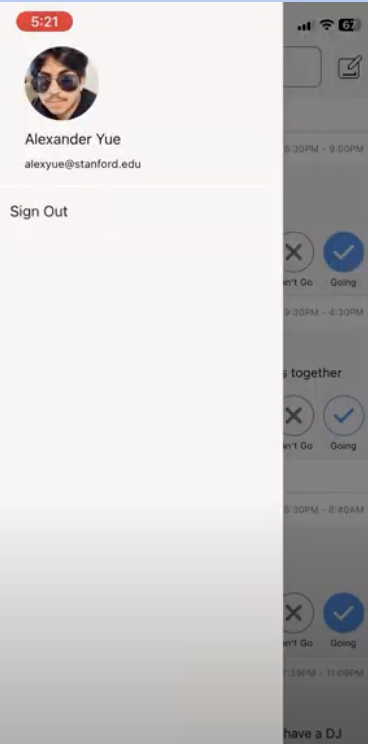 5:21
67
6:30PM - 9:00PM
Alexander Yue
alexyue@stanford.edu
Sign Out
n't Go Going
9:30PM - 4:30PM
s together
n't Go Going
6:30PM - 8:40AM
n't Go Going
7:39PM - 11:09PM
have a DJ